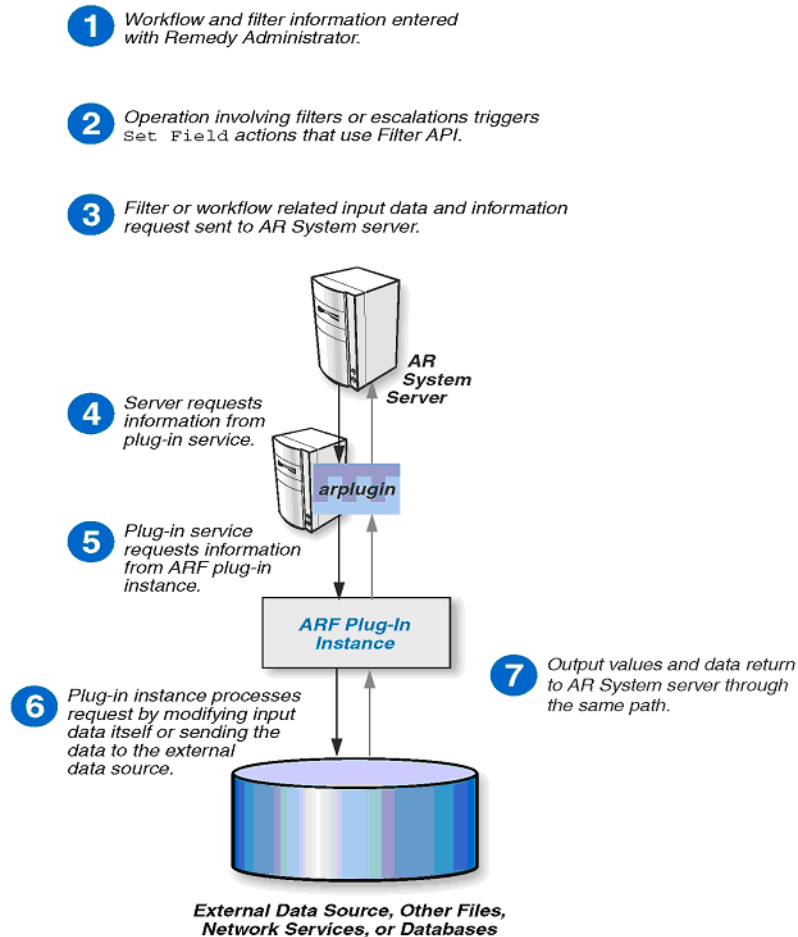 1
Workflow and filter information entered
with Remedy Administrator.
2
Operation involving filters or escalations triggers
Set Field actions that use Filter API.
3
Filter or workflow related input data and information
request sent to AR System server.
AR
System
Server
4
Server requests
information from
plug-in service.
arplugin
5
Plug-in service
requests information
from ARF plug-in
instance.
ARF Plug-In
Instance
7
Output values and data return
to AR System server through
the same path.
6
Plug-in instance processes
request by modifying input
data itself or sending the
data to the external
data source.
External Data Source, Other Files,
Network Services, or Databases